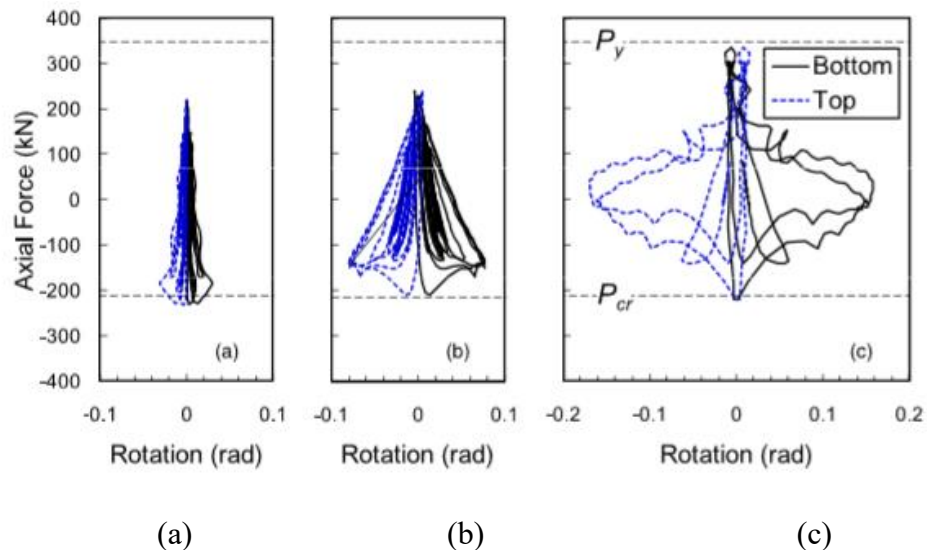 400
300
200
100
0
-100
-200
-300
-400
Axial Force (kN)
P_y
Bottom
Top
P_cr
(a)
(b)
(c)
-0.1 0 0.1
-0.1 0 0.1
-0.2 -0.1 0 0.1 0.2
Rotation (rad)
Rotation (rad)
Rotation (rad)
(a) (b) (c)